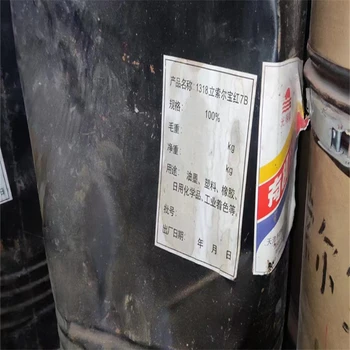 产品名称: 1318立索尔宝红7B
规格: 100%
毛重: kg
净重: kg
用途: 油墨、塑料、橡胶、
日用化学品、工业着色等。
批号:
出厂日期: 年 月 日